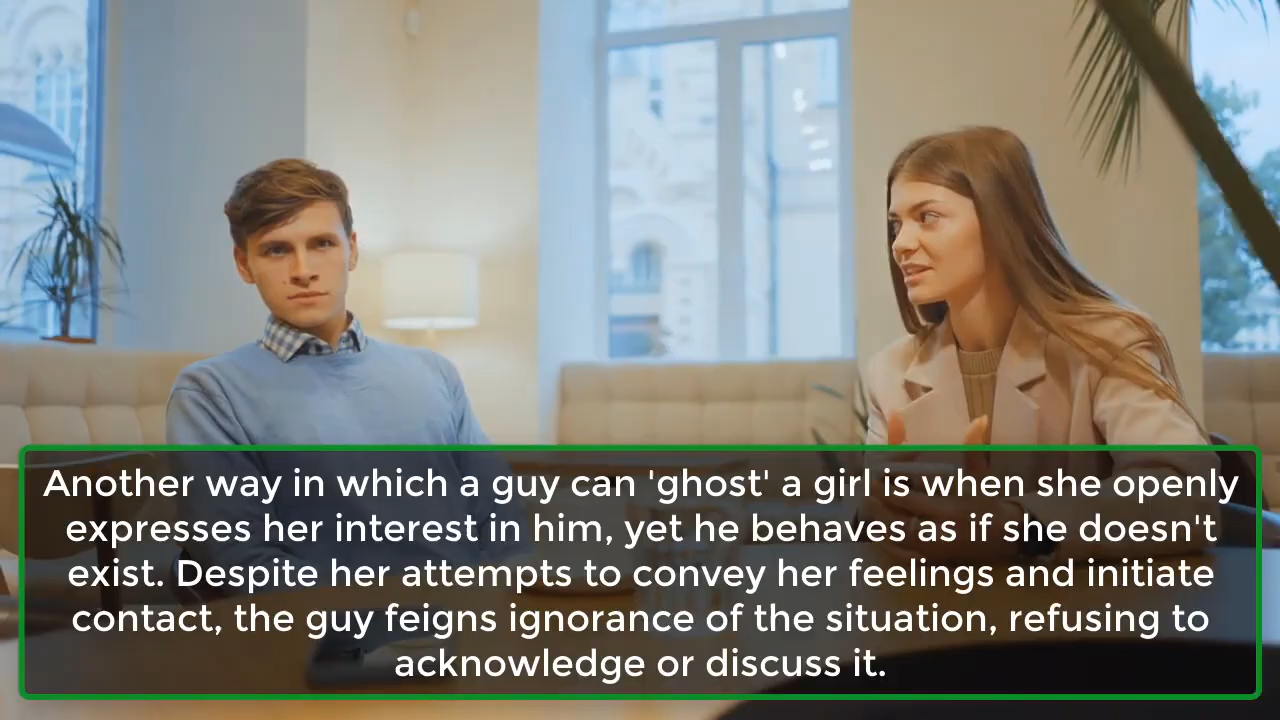 Another way in which a guy can 'ghost' a girl is when she openly
expresses her interest in him, yet he behaves as if she doesn't
exist. Despite her attempts to convey her feelings and initiate
contact, the guy feigns ignorance of the situation, refusing to
acknowledge or discuss it.